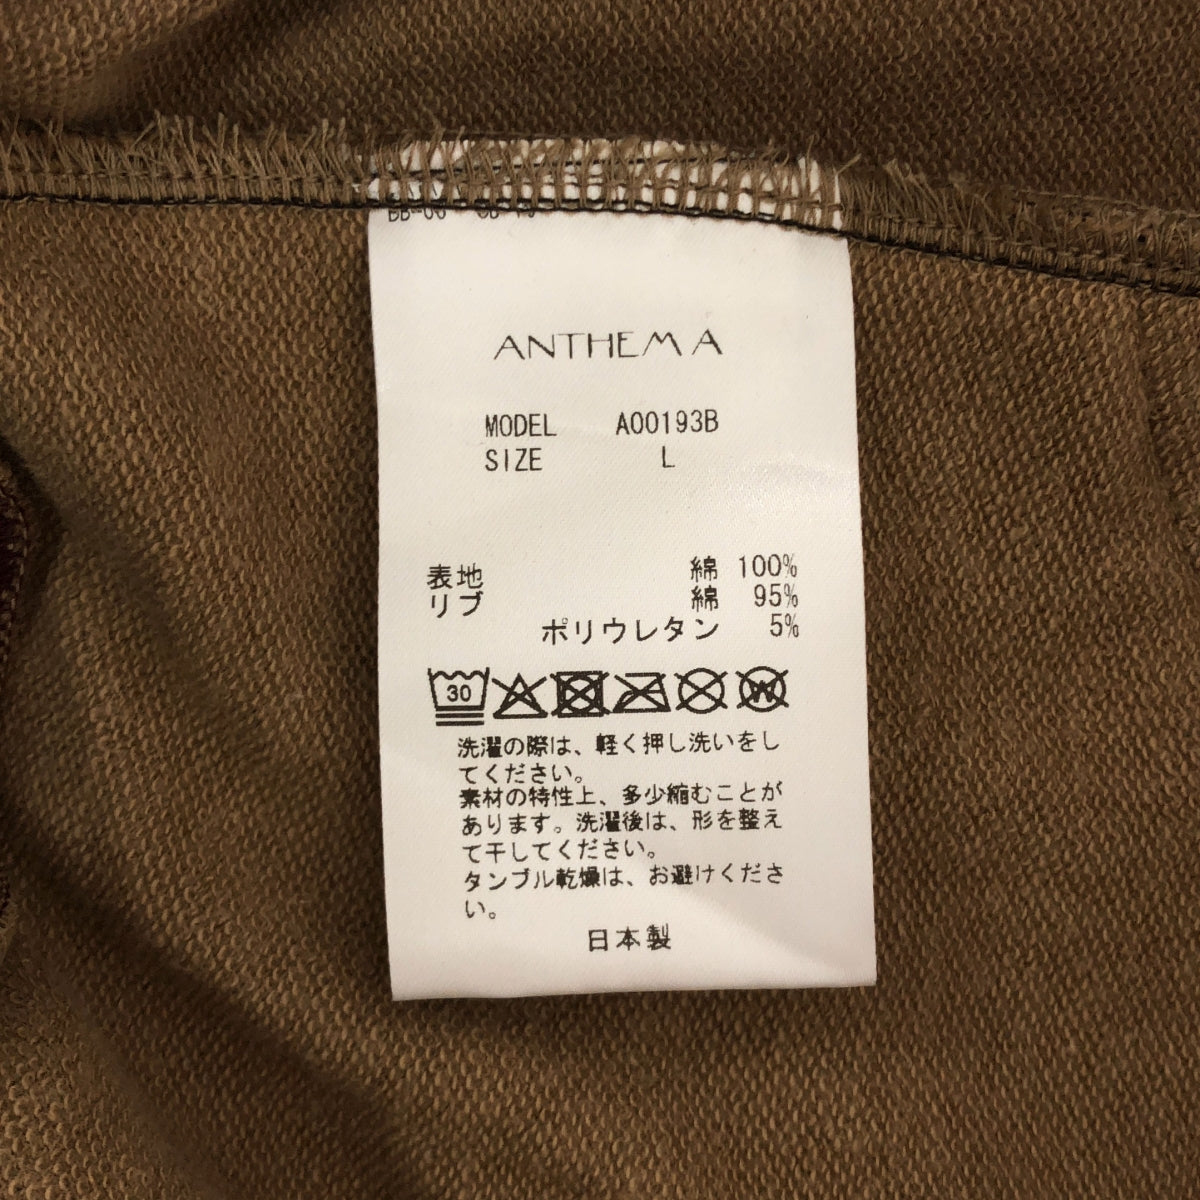 ANTHEM A
MODEL A00193B
SIZE L
表地 綿 100%
リブ 綿 95%
ポリウレタン 5%
30 W
洗濯の際は、軽く押し洗いをし
てください。
素材の特性上、多少縮むことが
あります。洗濯後は、形を整え
て干してください。
タンブル乾燥は、お避けくださ
い。
日本製